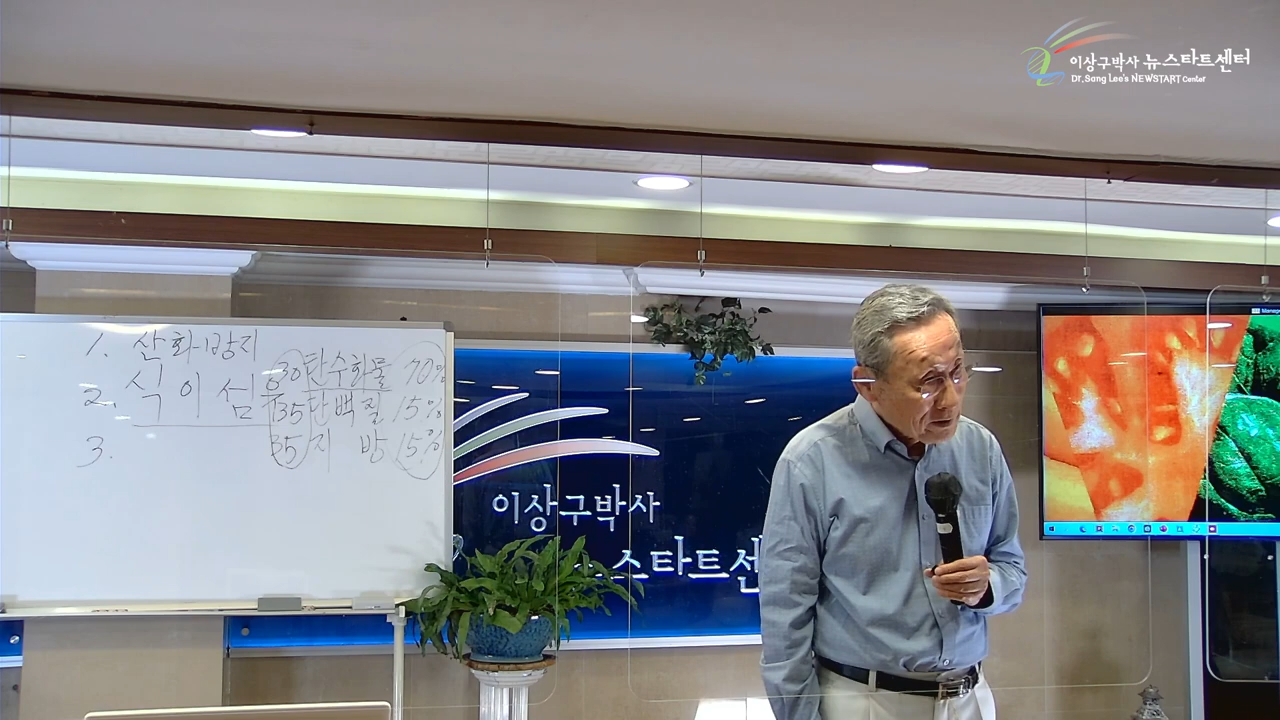 이상구박사 뉴스타트센터
Dr. Sang Lee's NEWSTART Center
1. 산화방지
2. 식이섬유
30 탄수화물 70%
35 단백질 15%
35 지 방 15%
3.
이상구박사
스타트센